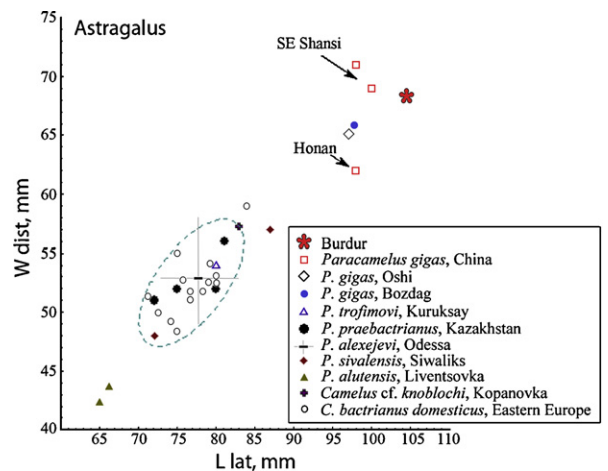 Astragalus
75
70
65
60
55
50
45
40
W dist, mm
SE Shansi
Honan
Burdur
Paracamelus gigas, China
P. gigas, Oshi
P. gigas, Bozdag
P. trofimovi, Kuruksay
P. praebactrianus, Kazakhstan
P. alexejevi, Odessa
P. sivalensis, Siwaliks
P. alutensis, Liventsovka
Camelus cf. knoblochi, Kopanovka
C. bactrianus domesticus, Eastern Europe
65 70 75 80 85 90 95 100 105 110
L lat, mm